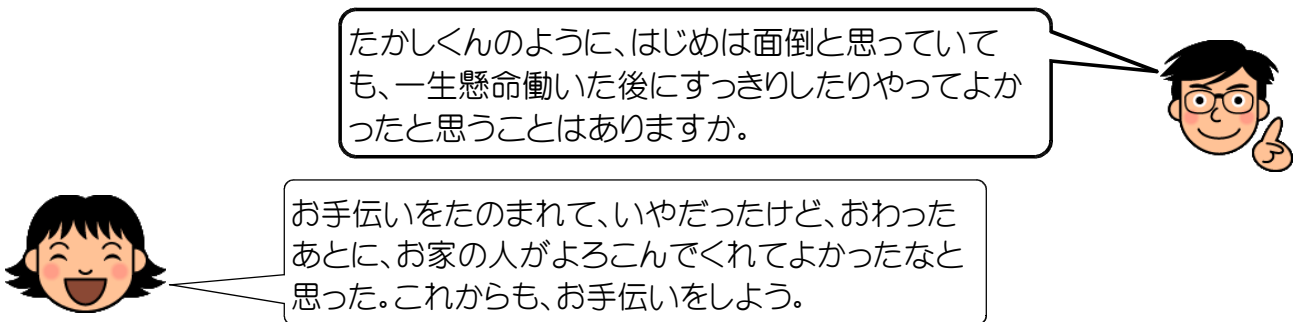 たかしくんのように、はじめは面倒と思っていて
も、一生懸命働いた後にすっきりしたりやってよか
ったと思うことはありますか。
お手伝いをたのまれて、いやだったけど、おわった
あとに、お家の人がよろこんでくれてよかったなと
思った。これからも、お手伝いをしよう。